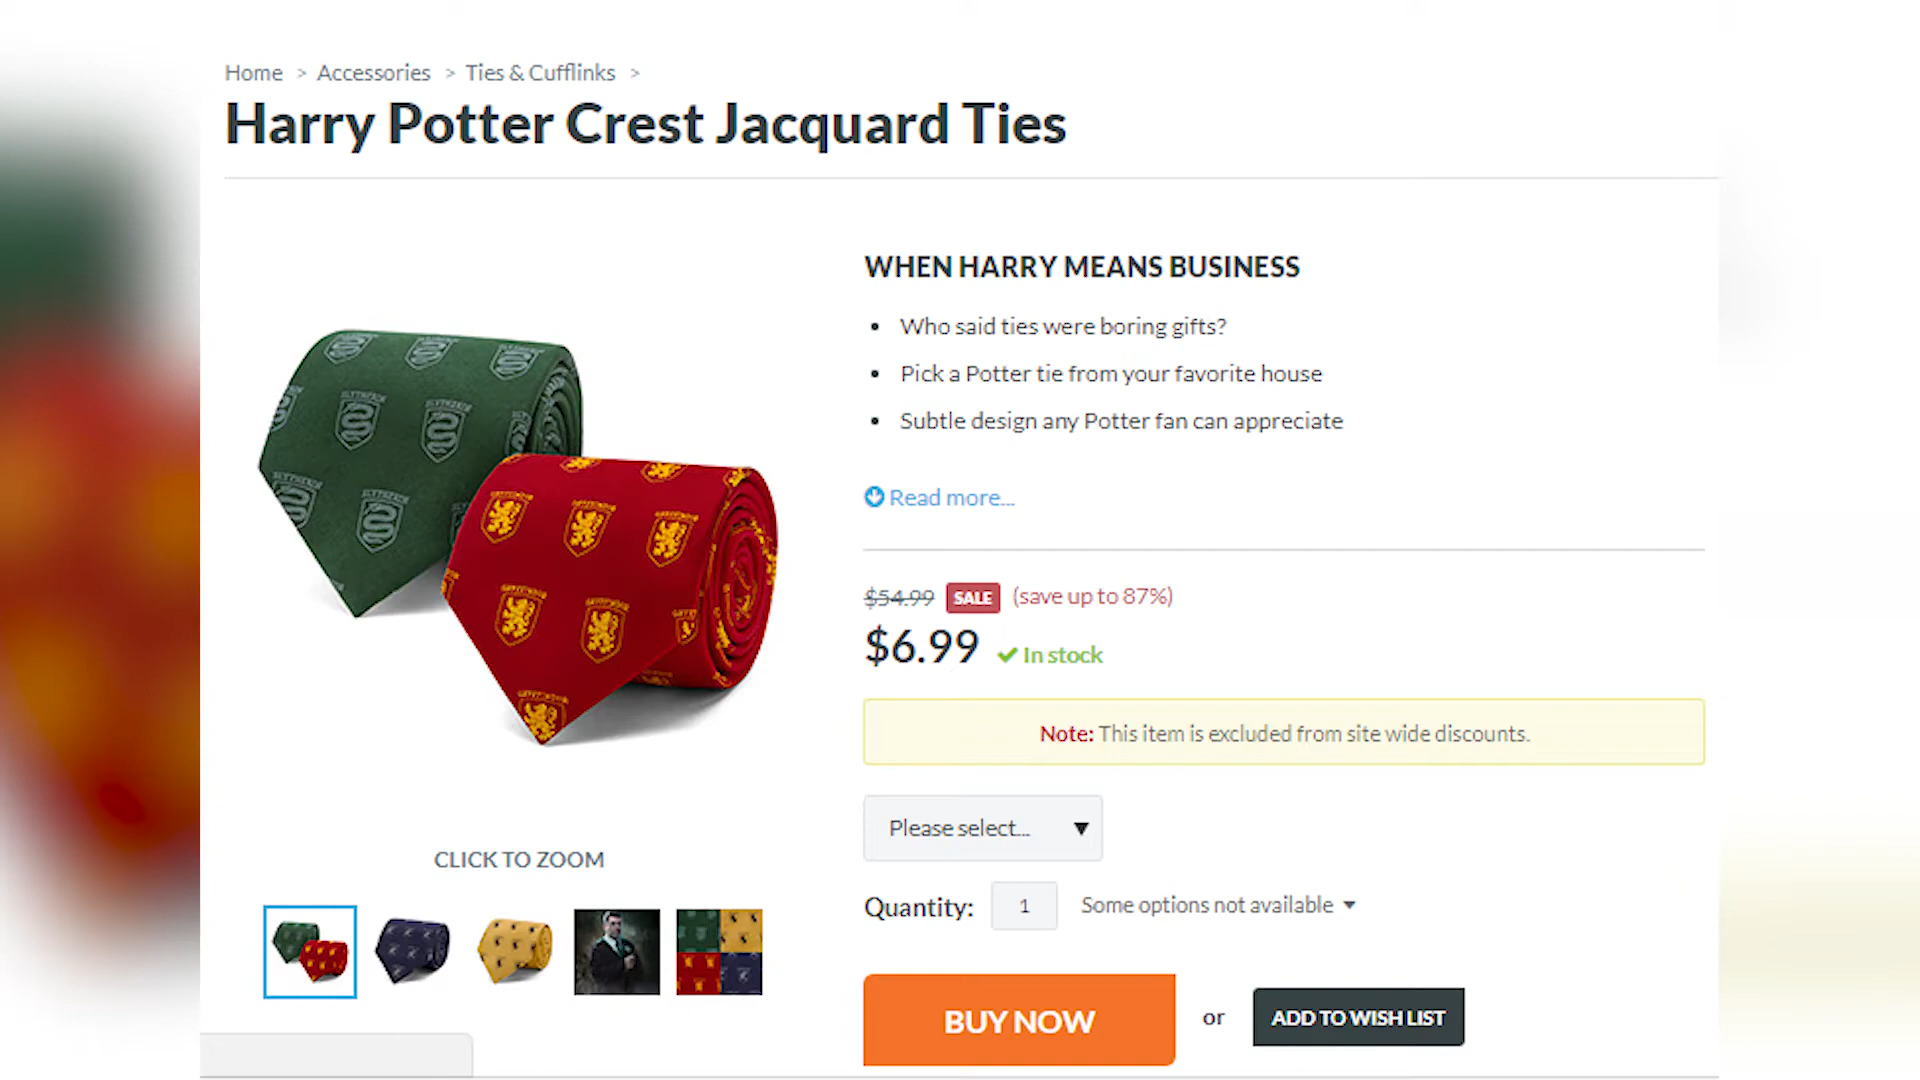 Home > Accessories > Ties & Cufflinks >
Harry Potter Crest Jacquard Ties
WHEN HARRY MEANS BUSINESS
• Who said ties were boring gifts?
• Pick a Potter tie from your favorite house
• Subtle design any Potter fan can appreciate
Read more...
$54.99 SALE (save up to 87%)
$6.99 In stock
Note: This item is excluded from site wide discounts.
Please select...
Quantity: 1 Some options not available
BUY NOW or ADD TO WISH LIST
SLYTHERIN
GRYFFINDOR
CLICK TO ZOOM